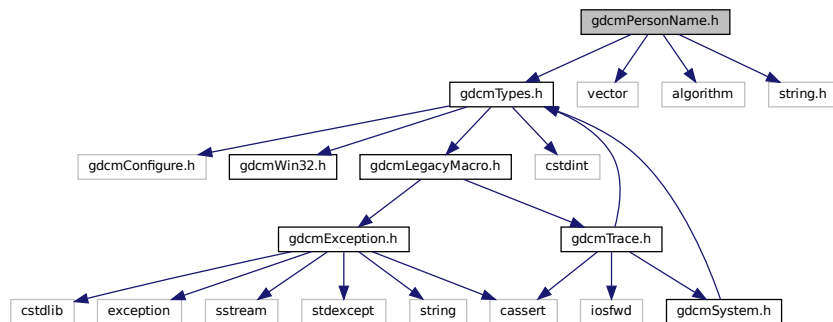 gdcmPersonName.h
gdcmTypes.h
vector
algorithm
string.h
gdcmConfigure.h
gdcmWin32.h
gdcmLegacyMacro.h
cstdint
gdcmException.h
gdcmTrace.h
cstdlib
exception
sstream
stdexcept
string
cassert
iosfwd
gdcmSystem.h